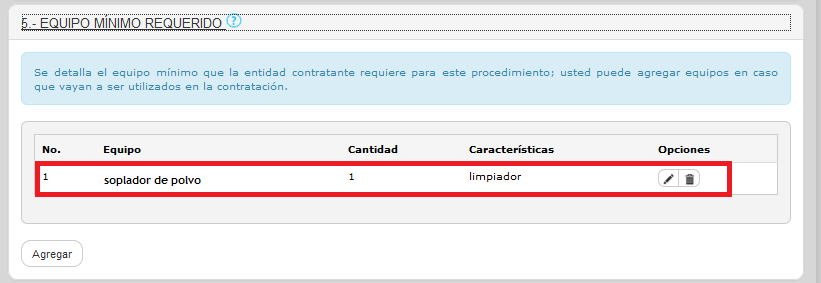 5.- EQUIPO MÍNIMO REQUERIDO ?
Se detalla el equipo mínimo que la entidad contratante requiere para este procedimiento; usted puede agregar equipos en caso
que vayan a ser utilizados en la contratación.
No. Equipo Cantidad Características Opciones
1 soplador de polvo 1 limpiador
Agregar